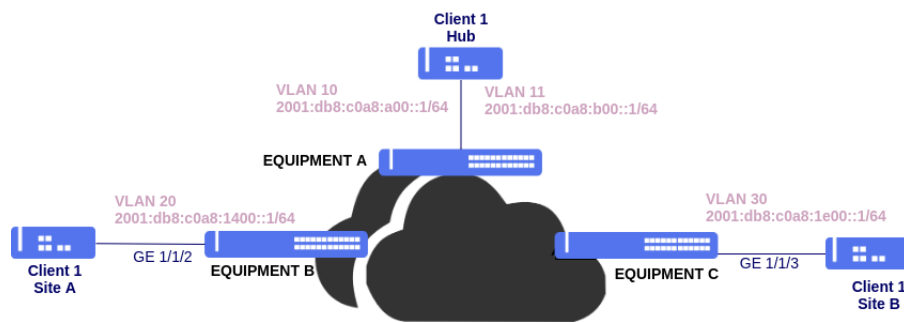 Client 1
Hub
VLAN 10
2001:db8:c0a8:a00::1/64
VLAN 11
2001:db8:c0a8:b00::1/64
EQUIPMENT A
VLAN 20
2001:db8:c0a8:1400::1/64
VLAN 30
2001:db8:c0a8:1e00::1/64
GE 1/1/2
EQUIPMENT B
Client 1
Site A
EQUIPMENT C
GE 1/1/3
Client 1
Site B